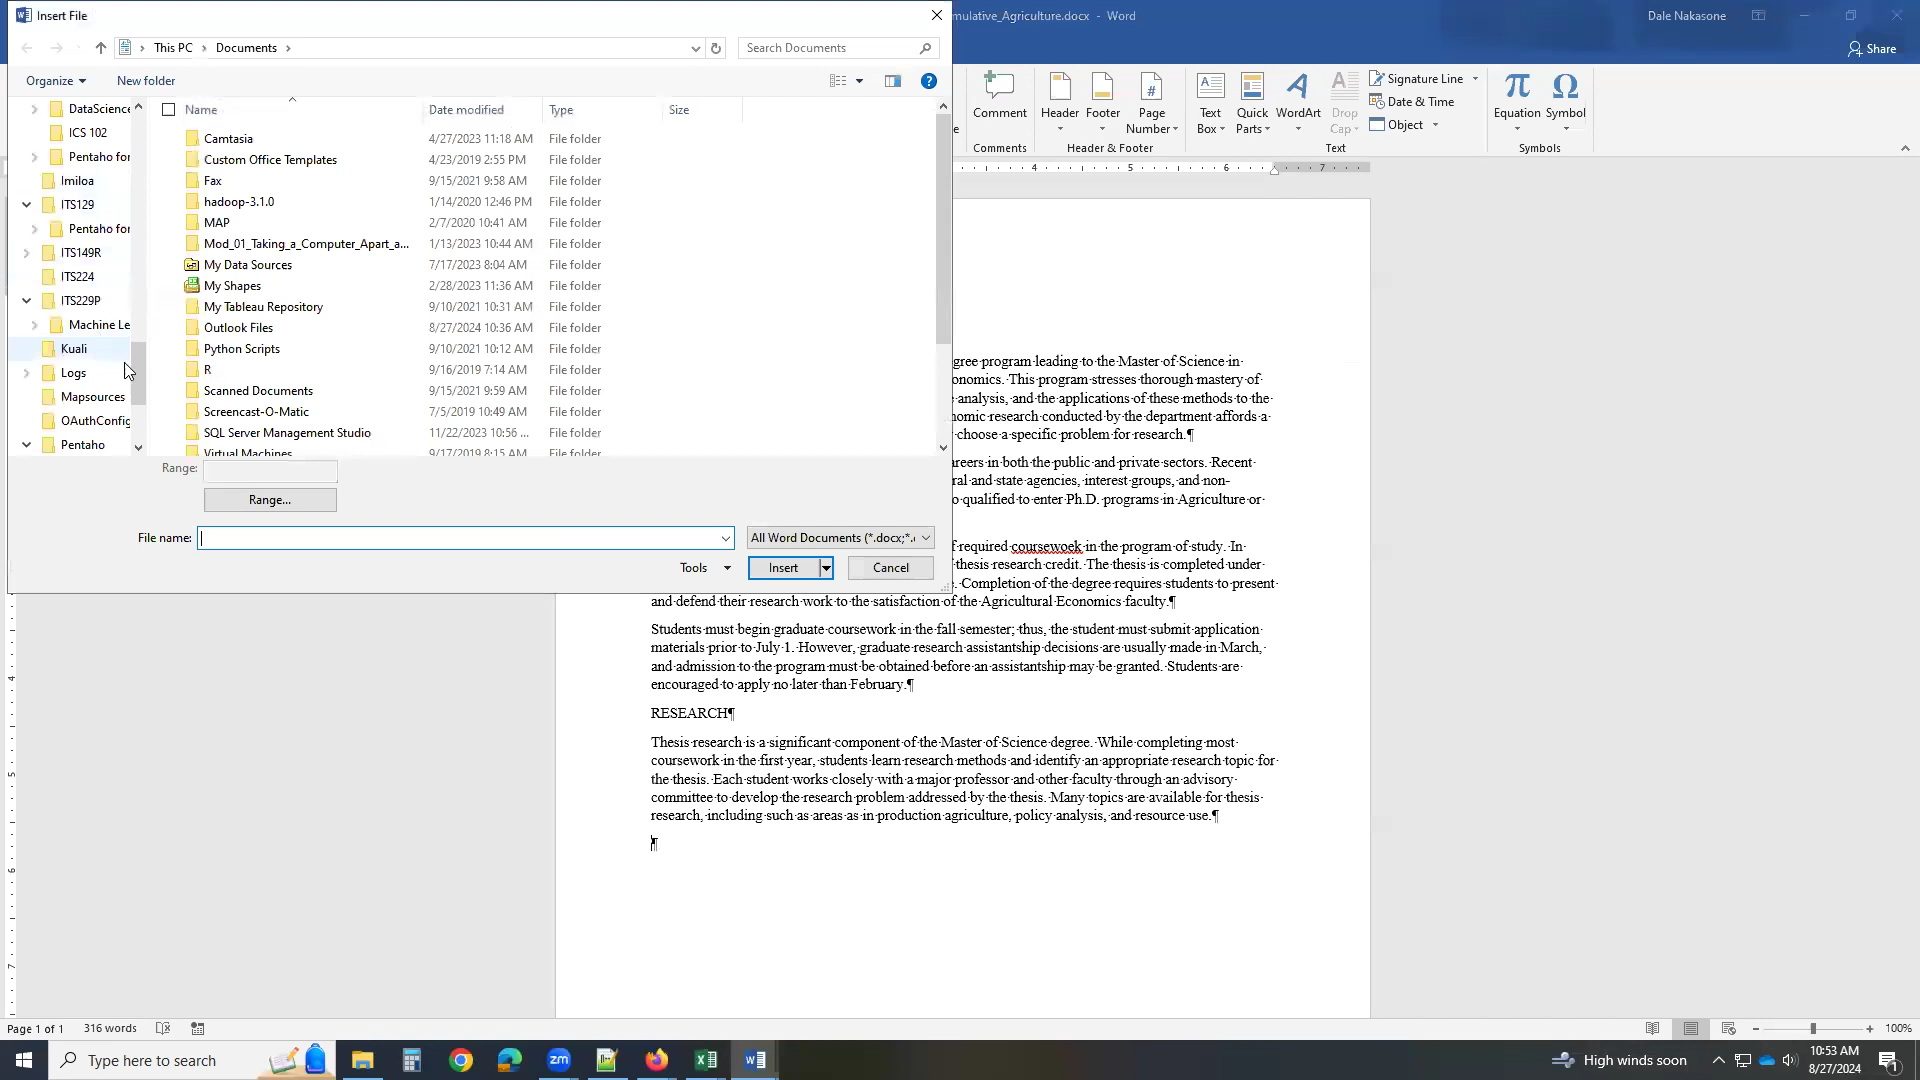 Insert File
mulative_Agriculture.docx - Word
Dale Nakasone
Share
This PC
Documents
Search Documents
Organize
New folder
Name
Date modified
Type
Size
DataScience
ICS 102
Pentaho for
Imiloa
ITS129
Pentaho for
ITS149R
ITS224
ITS229P
Machine Le
Kuali
Logs
Mapsources
OAuthConfig
Pentaho
Camtasia 4/27/2023 11:18 AM File folder
Custom Office Templates 4/23/2019 2:55 PM File folder
Fax 9/15/2021 9:58 AM File folder
hadoop-3.1.0 1/14/2020 12:46 PM File folder
MAP 2/7/2020 10:41 AM File folder
Mod_01_Taking_a_Computer_Apart_a... 1/13/2023 10:44 AM File folder
My Data Sources 7/17/2023 8:04 AM File folder
My Shapes 2/28/2023 11:36 AM File folder
My Tableau Repository 9/10/2021 10:31 AM File folder
Outlook Files 8/27/2024 10:36 AM File folder
Python Scripts 9/10/2021 10:12 AM File folder
R 9/16/2019 7:14 AM File folder
Scanned Documents 9/15/2021 9:59 AM File folder
Screencast-O-Matic 7/5/2019 10:49 AM File folder
SQL Server Management Studio 11/22/2023 10:56 ... File folder
Virtual Machines 9/17/2019 8:15 AM File folder
Range:
Range...
File name:
All Word Documents (*.docx;*.
Tools
Insert
Cancel
Comment
Header
Footer
Page Number
Text Box
Quick Parts
WordArt
Drop Cap
Signature Line
Date & Time
Object
Equation
Symbol
Comments
Header & Footer
Text
Symbols
4 5 6 7
gree program leading to the Master of Science in
onomics. This program stresses thorough mastery of
analysis, and the applications of these methods to the
omic research conducted by the department affords a
choose a specific problem for research.¶
areers in both the public and private sectors. Recent
ral and state agencies, interest groups, and non-
o qualified to enter Ph.D. programs in Agriculture or
f required coursewoek in the program of study. In
thesis research credit. The thesis is completed under
e. Completion of the degree requires students to present
and defend their research work to the satisfaction of the Agricultural Economics faculty.¶
Students must begin graduate coursework in the fall semester; thus, the student must submit application
materials prior to July 1. However, graduate research assistantship decisions are usually made in March,
and admission to the program must be obtained before an assistantship may be granted. Students are
encouraged to apply no later than February.¶
RESEARCH¶
Thesis research is a significant component of the Master of Science degree. While completing most
coursework in the first year, students learn research methods and identify an appropriate research topic for
the thesis. Each student works closely with a major professor and other faculty through an advisory
committee to develop the research problem addressed by the thesis. Many topics are available for thesis
research, including such as areas as in production agriculture, policy analysis, and resource use.¶
¶
4
5
6
7
Page 1 of 1
316 words
100%
Type here to search
zm
High winds soon
10:53 AM
8/27/2024
1